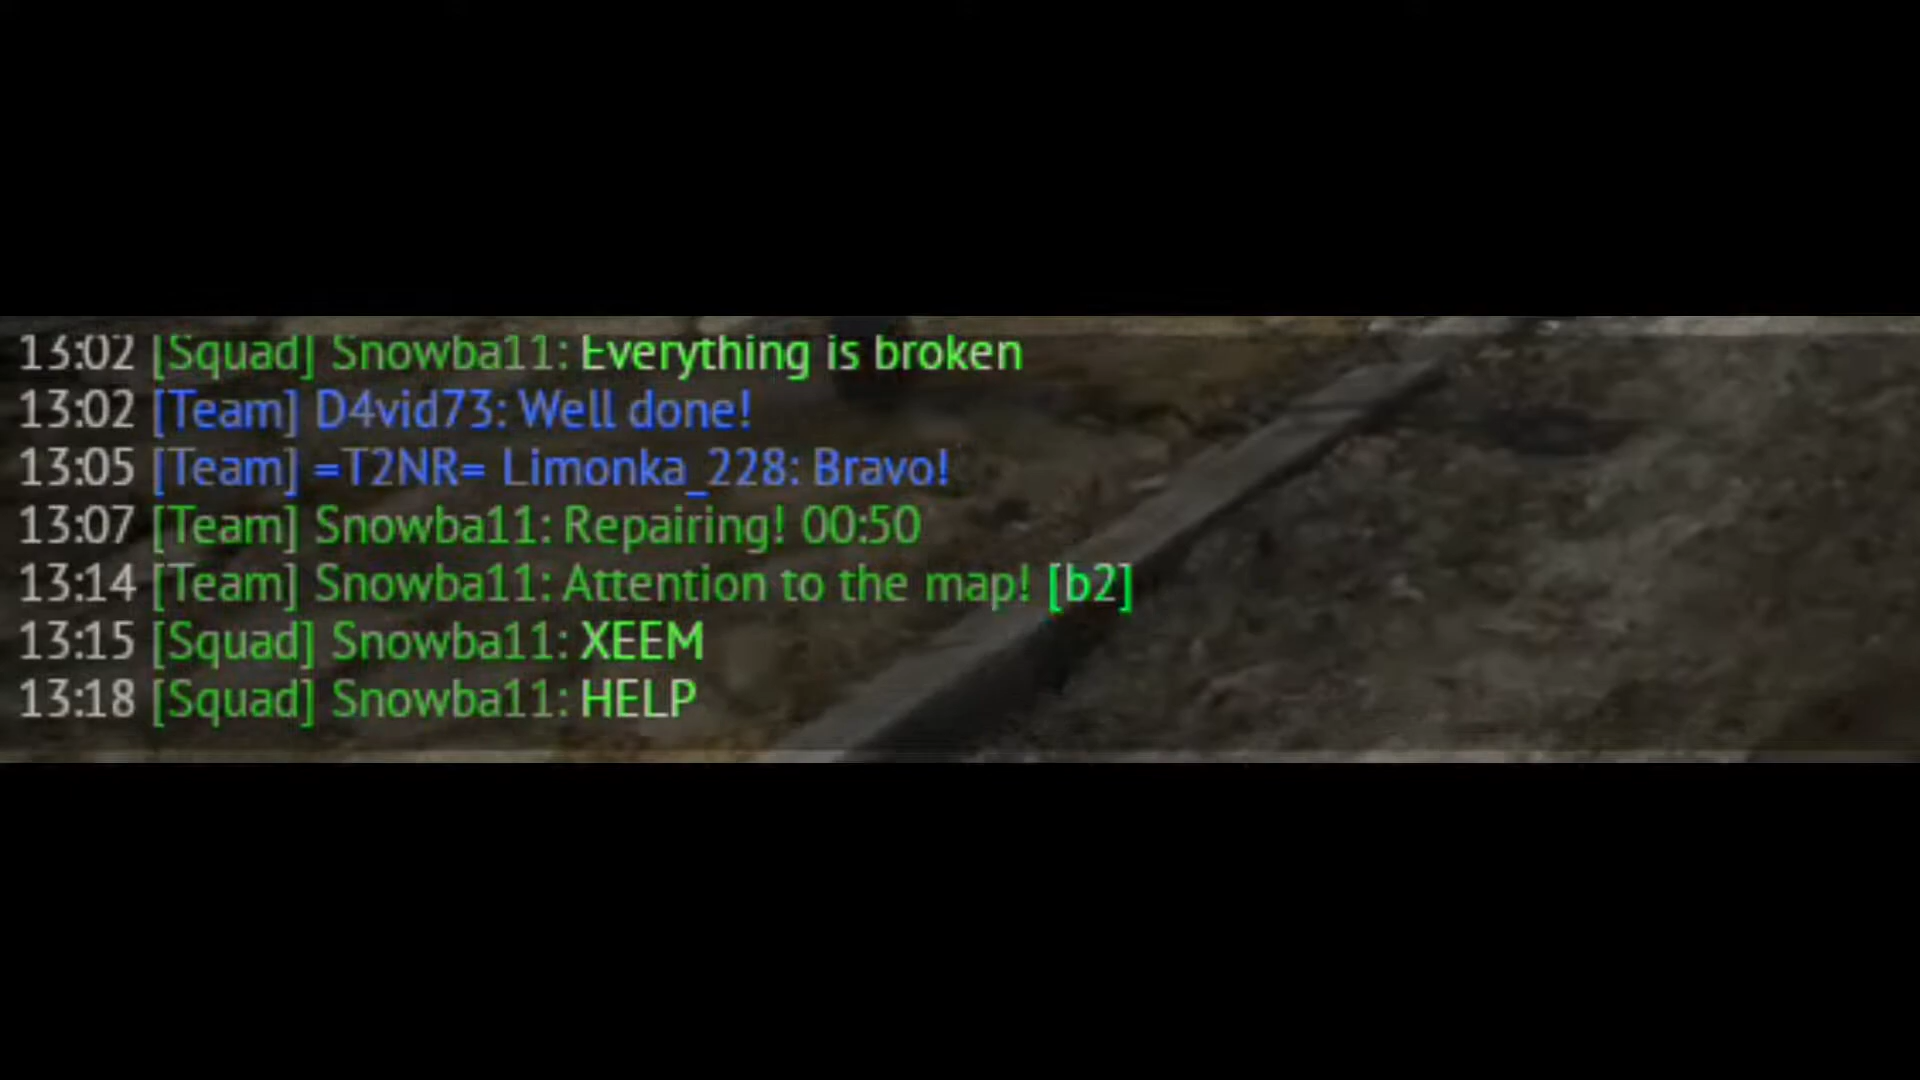 13:02 [Squad] Snowba11: Everything is broken
13:02 [Team] D4vid73: Well done!
13:05 [Team] =T2NR= Limonka_228: Bravo!
13:07 [Team] Snowba11: Repairing! 00:50
13:14 [Team] Snowba11: Attention to the map! [b2]
13:15 [Squad] Snowba11: XEEM
13:18 [Squad] Snowba11: HELP